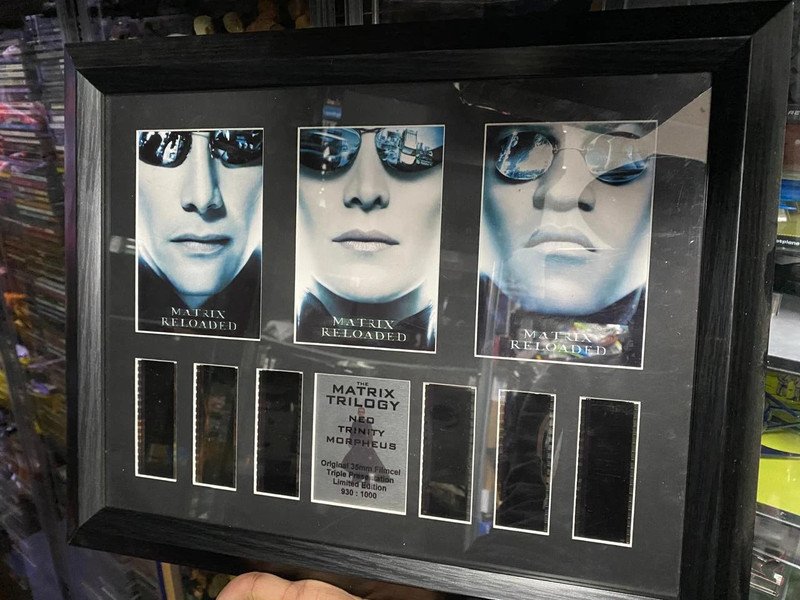 MATRIX
RELOADED
MATRIX
RELOADED
MATRIX
RELOADED
THE
MATRIX
TRILOGY
NEO
TRINITY
MORPHEUS
Original 35mm Filmcel
Triple Presentation
Limited Edition
930 : 1000